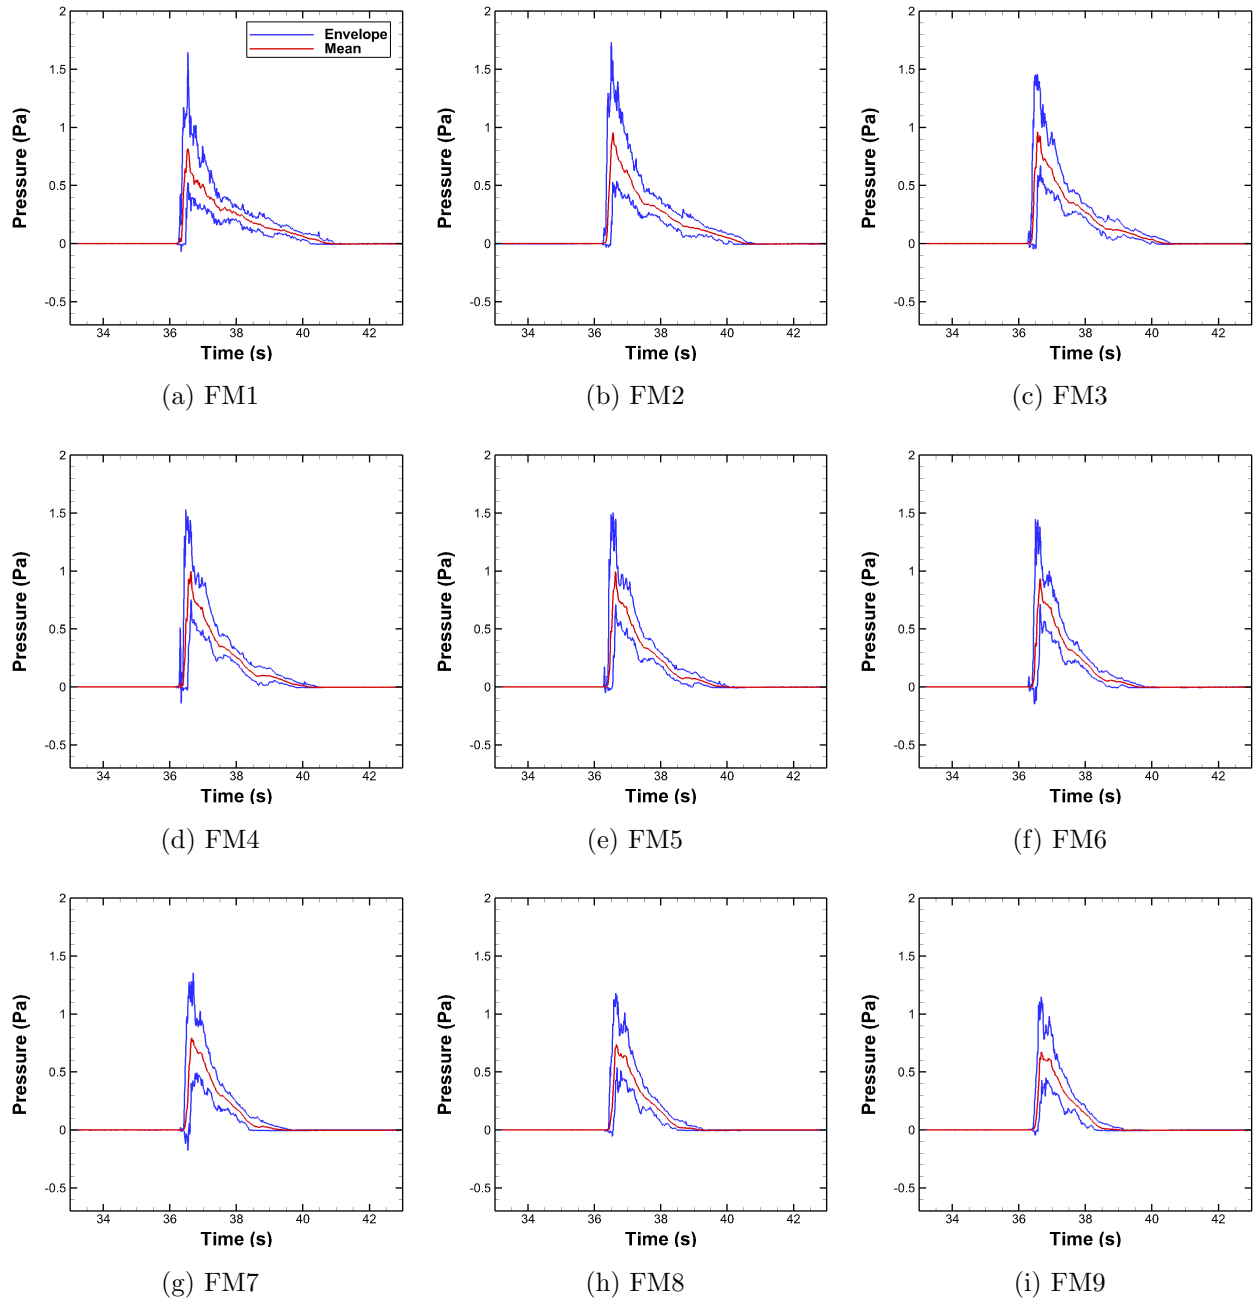 2
1.5
1
0.5
0
-0.5
Pressure (Pa)
Envelope
Mean
34 36 38 40 42
Time (s)
(a) FM1
2
1.5
1
0.5
0
-0.5
Pressure (Pa)
34 36 38 40 42
Time (s)
(b) FM2
2
1.5
1
0.5
0
-0.5
Pressure (Pa)
34 36 38 40 42
Time (s)
(c) FM3
2
1.5
1
0.5
0
-0.5
Pressure (Pa)
34 36 38 40 42
Time (s)
(d) FM4
2
1.5
1
0.5
0
-0.5
Pressure (Pa)
34 36 38 40 42
Time (s)
(e) FM5
2
1.5
1
0.5
0
-0.5
Pressure (Pa)
34 36 38 40 42
Time (s)
(f) FM6
2
1.5
1
0.5
0
-0.5
Pressure (Pa)
34 36 38 40 42
Time (s)
(g) FM7
2
1.5
1
0.5
0
-0.5
Pressure (Pa)
34 36 38 40 42
Time (s)
(h) FM8
2
1.5
1
0.5
0
-0.5
Pressure (Pa)
34 36 38 40 42
Time (s)
(i) FM9